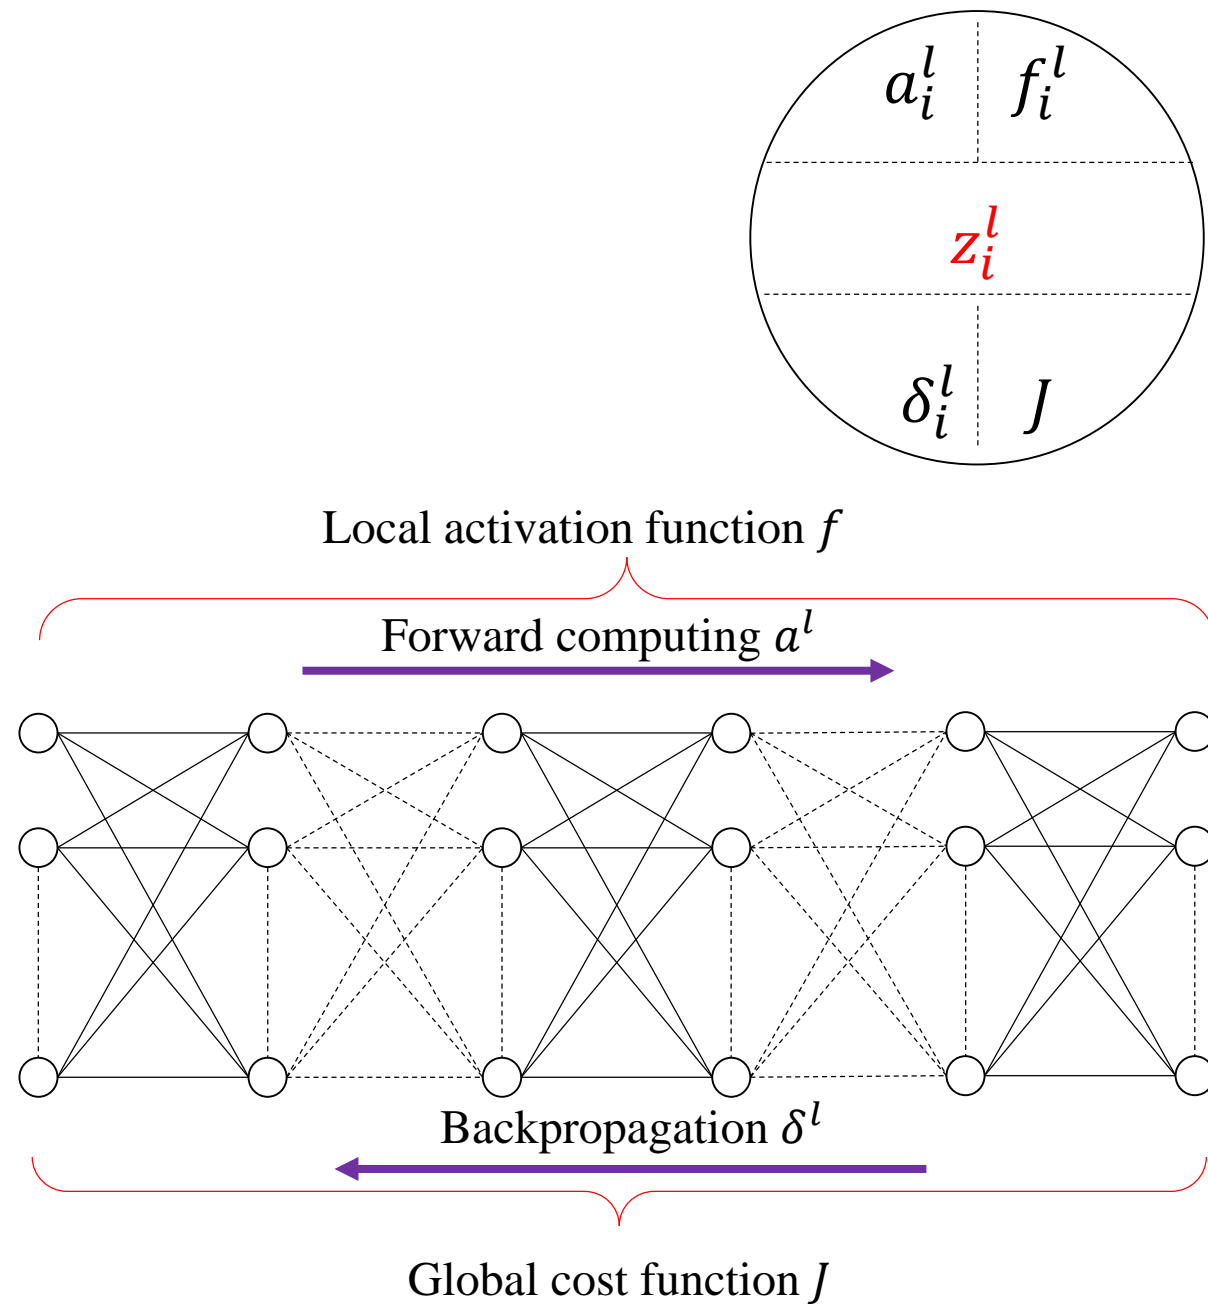 a_i^l f_i^l
z_i^l
δ_i^l J
Local activation function f
Forward computing a^l
Backpropagation δ^l
Global cost function J